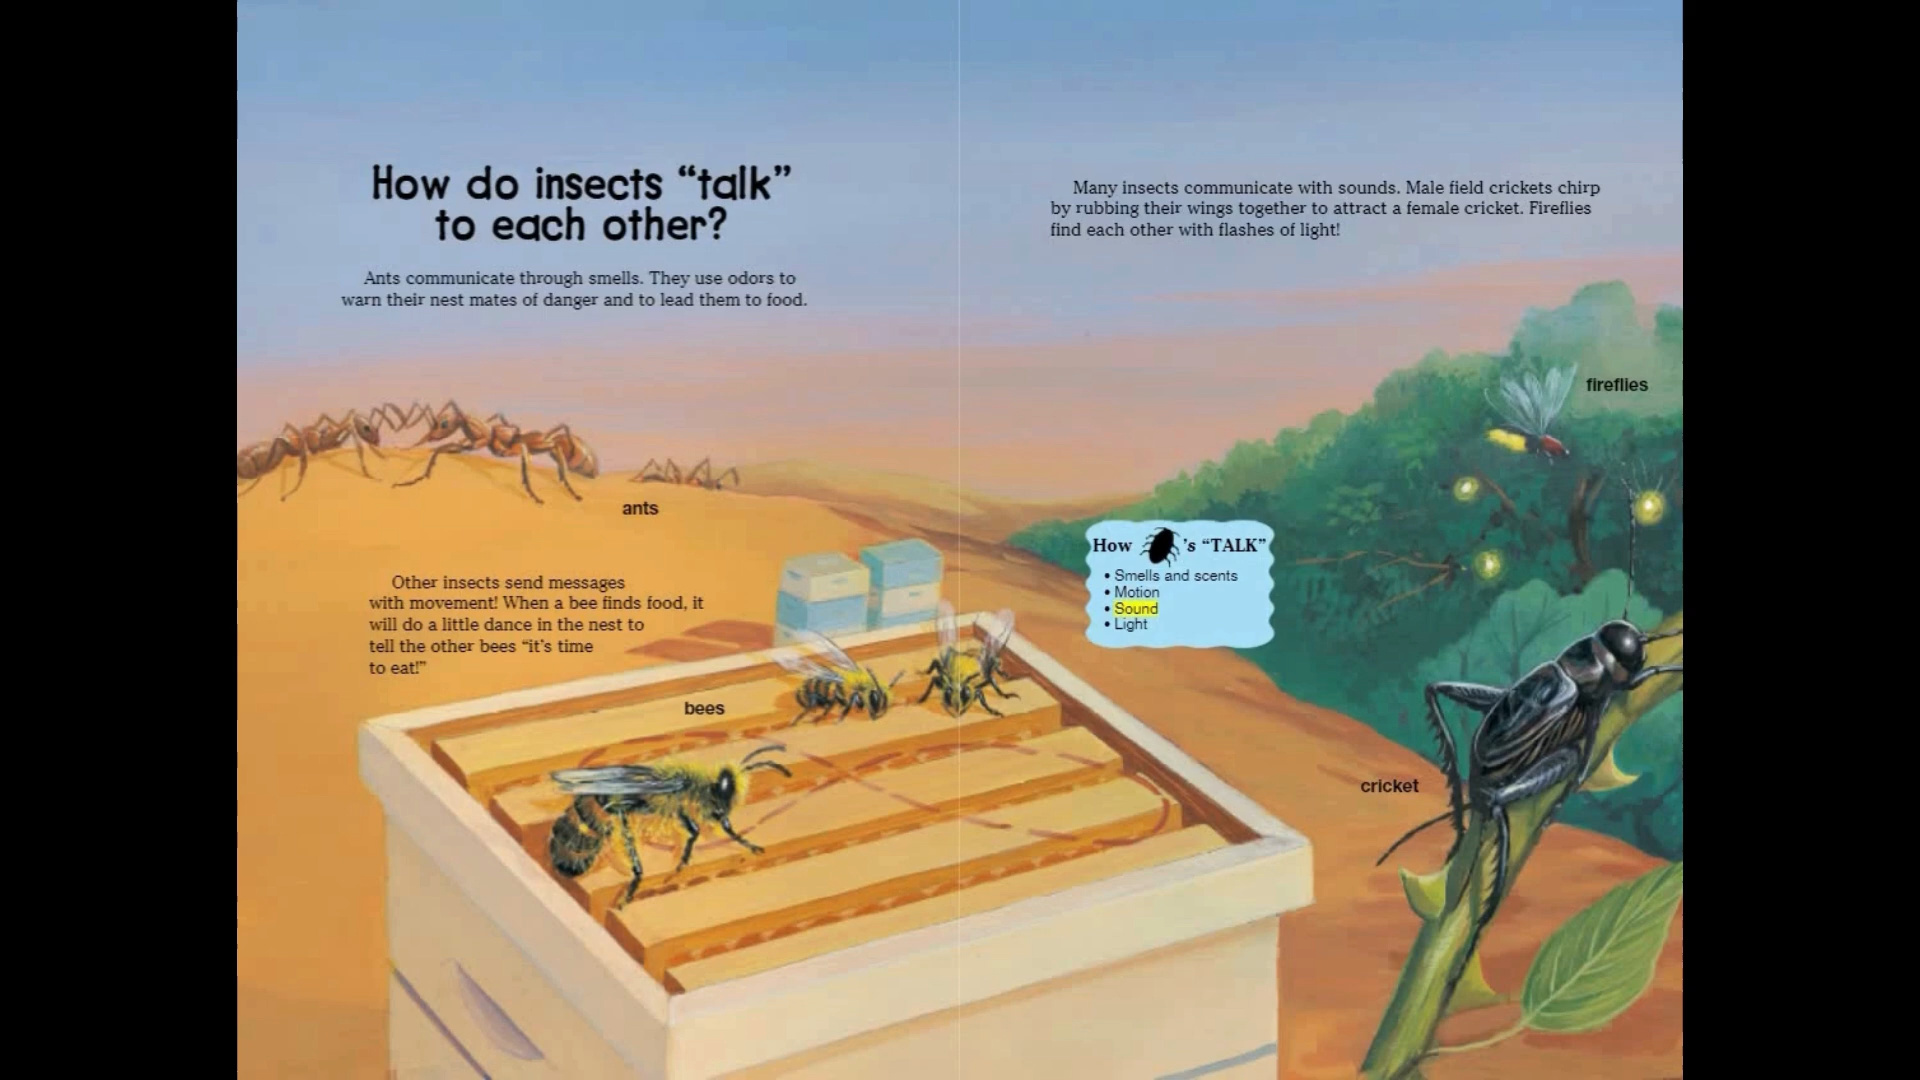 How do insects “talk”
to each other?
Ants communicate through smells. They use odors to
warn their nest mates of danger and to lead them to food.
ants
Other insects send messages
with movement! When a bee finds food, it
will do a little dance in the nest to
tell the other bees “it’s time
to eat!”
bees
Many insects communicate with sounds. Male field crickets chirp
by rubbing their wings together to attract a female cricket. Fireflies
find each other with flashes of light!
fireflies
How ’s “TALK”
• Smells and scents
• Motion
• Sound
• Light
cricket